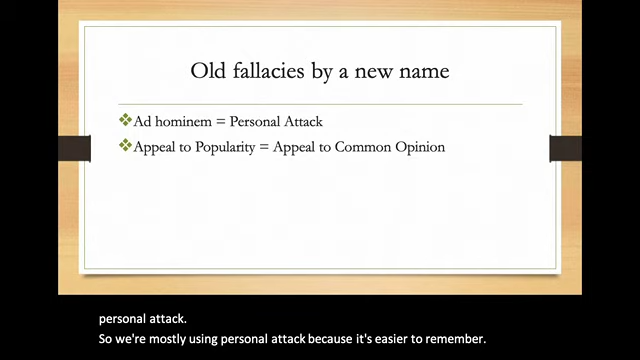 Old fallacies by a new name
❖Ad hominem = Personal Attack
❖Appeal to Popularity = Appeal to Common Opinion
personal attack.
So we're mostly using personal attack because it's easier to remember.